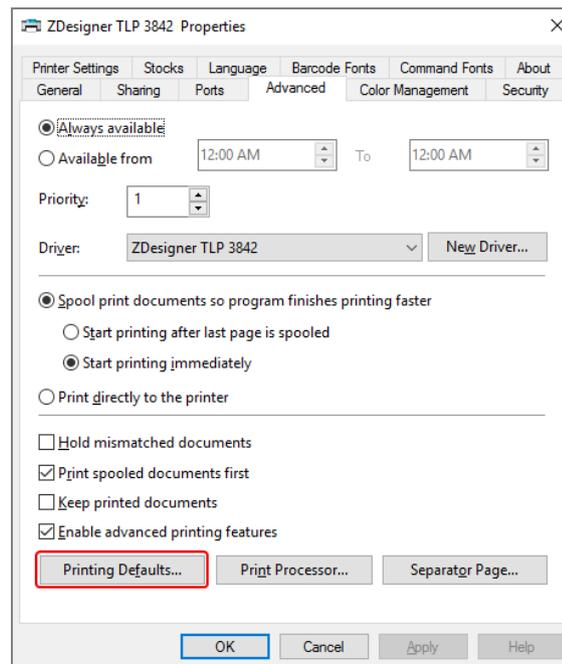 ZDesigner TLP 3842 Properties
Printer Settings Stocks Language Barcode Fonts Command Fonts About
General Sharing Ports Advanced Color Management Security
Always available
Available from 12:00 AM To 12:00 AM
Priority: 1
Driver: ZDesigner TLP 3842 New Driver...
Spool print documents so program finishes printing faster
Start printing after last page is spooled
Start printing immediately
Print directly to the printer
Hold mismatched documents
Print spooled documents first
Keep printed documents
Enable advanced printing features
Printing Defaults... Print Processor... Separator Page...
OK Cancel Apply Help